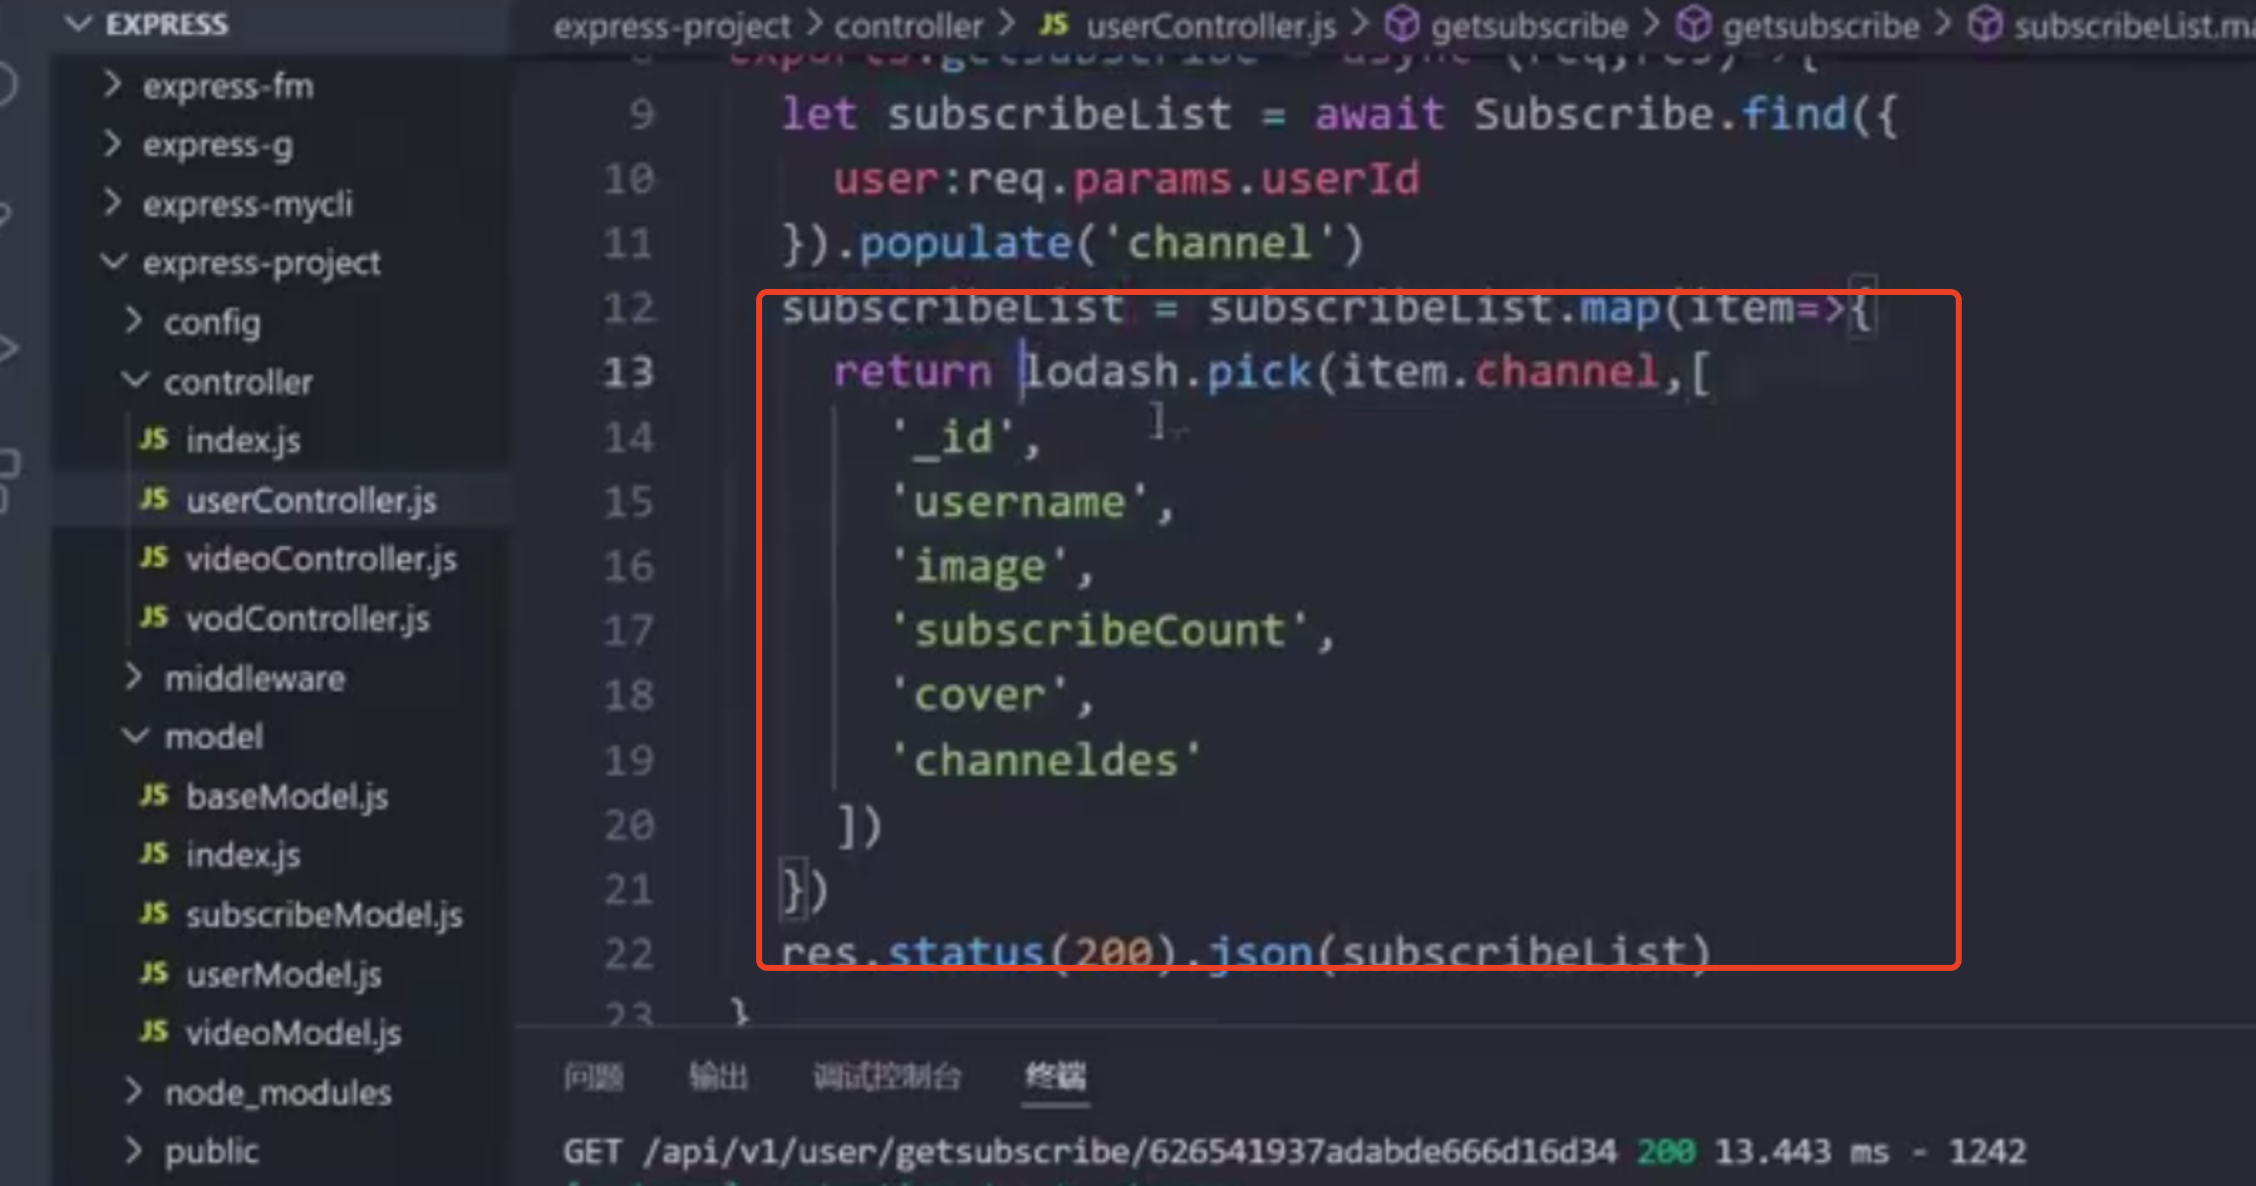 EXPRESS
express-fm
express-g
express-mycli
express-project
config
controller
JS index.js
JS userController.js
JS videoController.js
JS vodController.js
middleware
model
JS baseModel.js
JS index.js
JS subscribeModel.js
JS userModel.js
JS videoModel.js
node_modules
public
express-project > controller > JS userController.js > getsubscribe > getsubscribe > subscribeList.ma
8 exports.getsubscribe = async (req,res)=>{
9 let subscribeList = await Subscribe.find({
10 user:req.params.userId
11 }).populate('channel')
12 subscribeList = subscribeList.map(item=>{
13 return lodash.pick(item.channel,[
14 '_id',
15 'username',
16 'image',
17 'subscribeCount',
18 'cover',
19 'channeldes'
20 ])
21 })
22 res.status(200).json(subscribeList)
23 }
问题 输出 调试控制台 终端
GET /api/v1/user/getsubscribe/626541937adabde666d16d34 200 13.443 ms - 1242